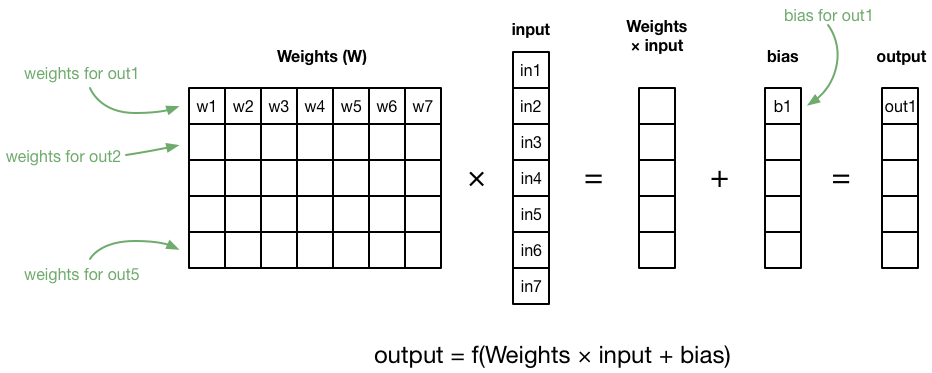 bias for out1
input
Weights
× input
Weights (W)
bias
output
weights for out1
in1
w1 w2 w3 w4 w5 w6 w7
in2
b1
out1
in3
weights for out2
× in4 = + =
in5
in6
weights for out5
in7
output = f(Weights × input + bias)